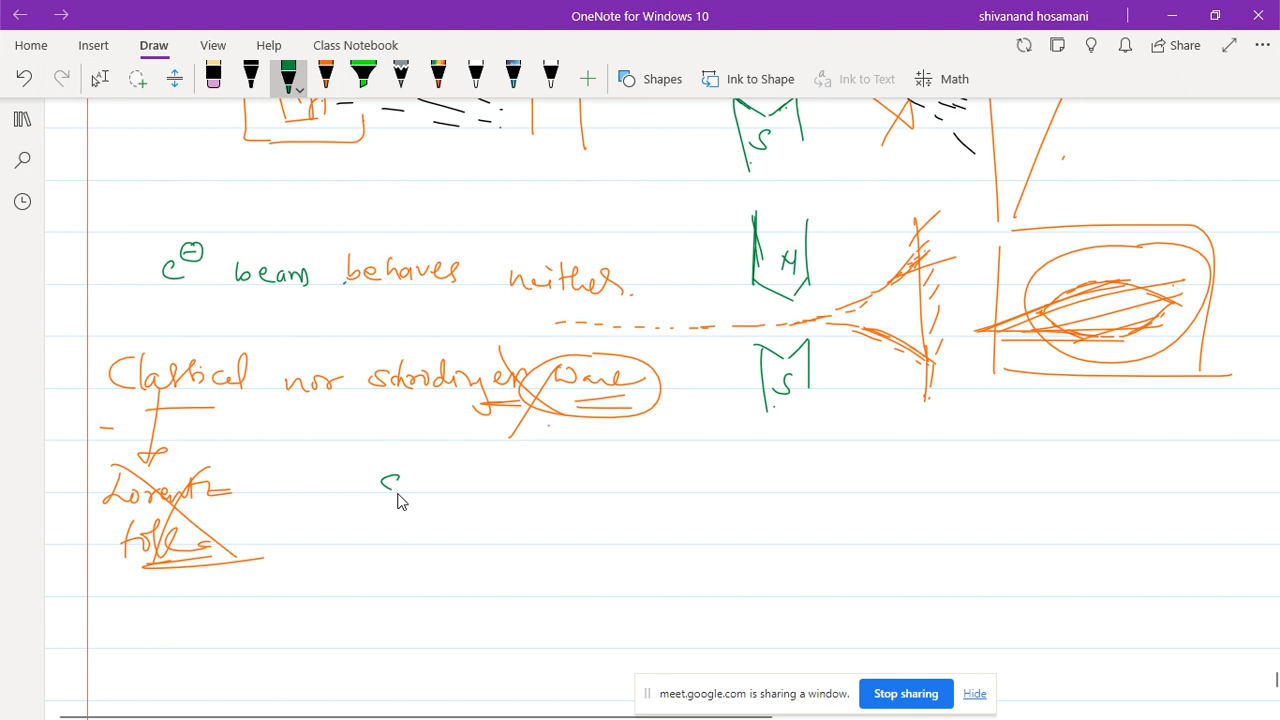 OneNote for Windows 10
shivanand hosamani
Home Insert Draw View Help Class Notebook
Share
Shapes
Ink to Shape
Ink to Text
Math
S
e⊖ beam behaves neither.
N
Classical nor schrodinger wave
S
Lorentz
meet.google.com is sharing a window.
Stop sharing
Hide